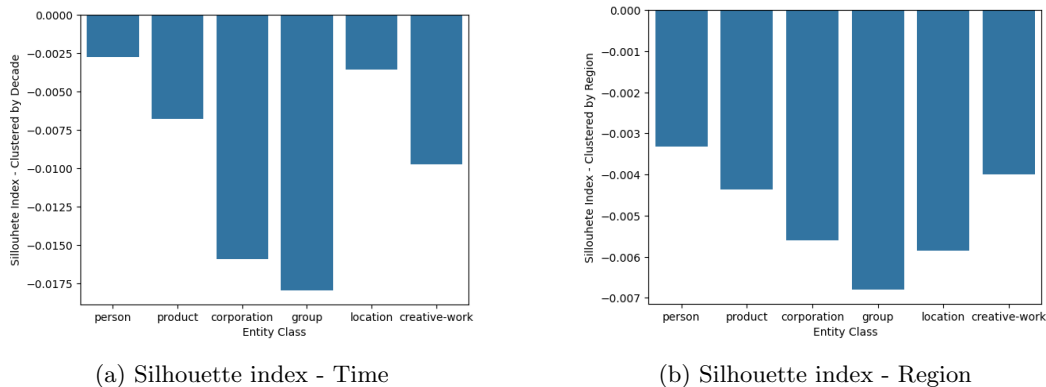 0.0000
−0.0025
−0.0050
−0.0075
−0.0100
−0.0125
−0.0150
−0.0175
Sillouhete Index - Clustered by Decade
person product corporation group location creative-work
Entity Class
(a) Silhouette index - Time
0.000
−0.001
−0.002
−0.003
−0.004
−0.005
−0.006
−0.007
Sillouhete Index - Clustered by Region
person product corporation group location creative-work
Entity Class
(b) Silhouette index - Region